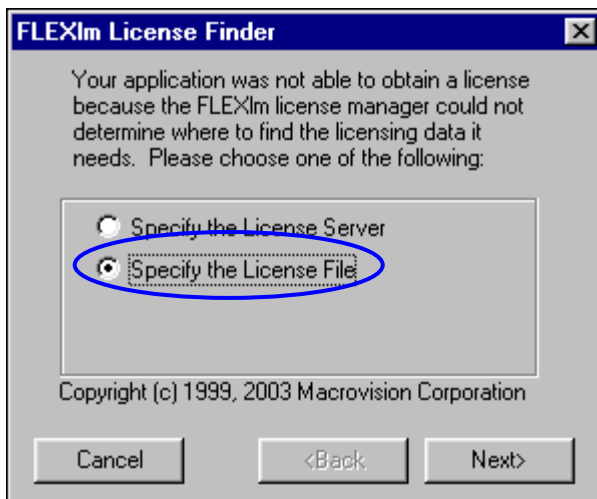 FLEXlm License Finder
Your application was not able to obtain a license
because the FLEXlm license manager could not
determine where to find the licensing data it
needs.  Please choose one of the following:
Specify the License Server
Specify the License File
Copyright (c) 1999, 2003 Macrovision Corporation
Cancel
<Back
Next>